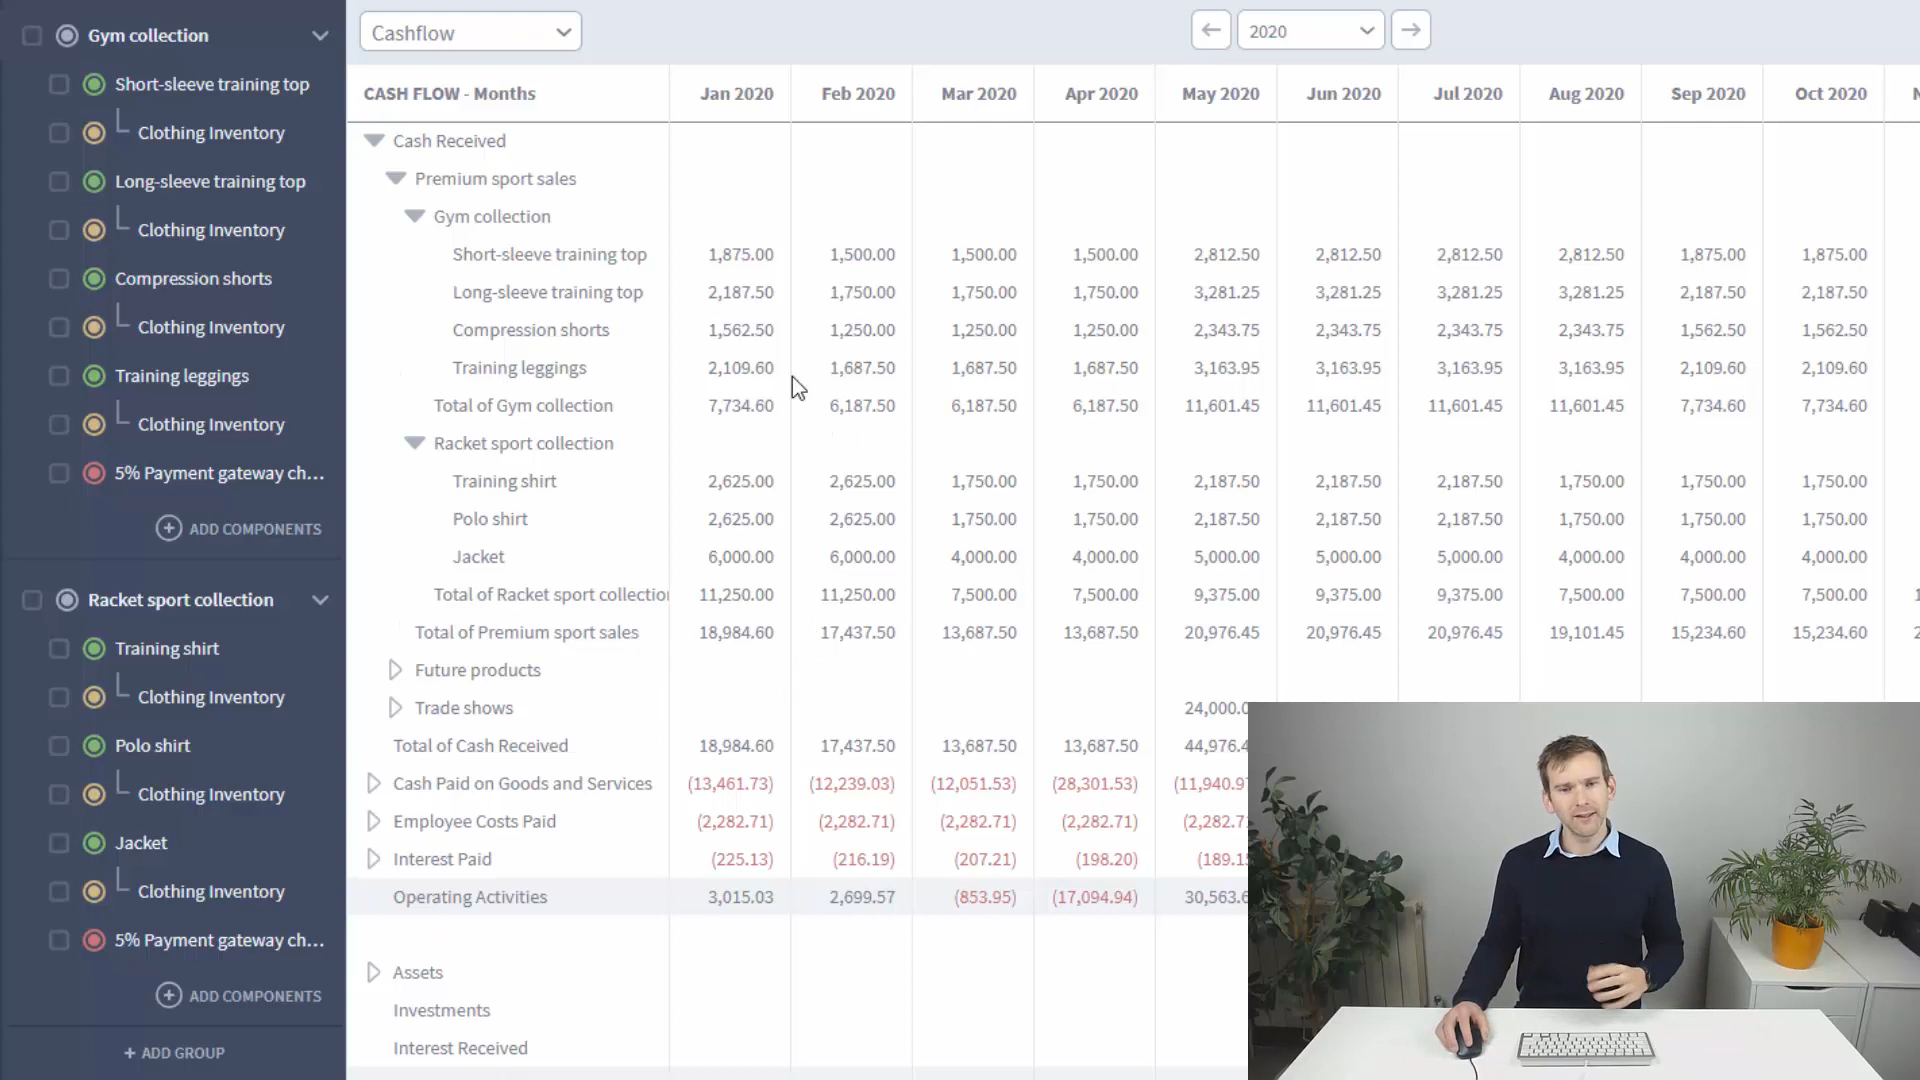 Gym collection
Short-sleeve training top
Clothing Inventory
Long-sleeve training top
Clothing Inventory
Compression shorts
Clothing Inventory
Training leggings
Clothing Inventory
5% Payment gateway ch...
ADD COMPONENTS
Racket sport collection
Training shirt
Clothing Inventory
Polo shirt
Clothing Inventory
Jacket
Clothing Inventory
5% Payment gateway ch...
ADD COMPONENTS
+ ADD GROUP
Cashflow
2020
CASH FLOW - Months Jan 2020 Feb 2020 Mar 2020 Apr 2020 May 2020 Jun 2020 Jul 2020 Aug 2020 Sep 2020 Oct 2020
Cash Received
Premium sport sales
Gym collection
Short-sleeve training top 1,875.00 1,500.00 1,500.00 1,500.00 2,812.50 2,812.50 2,812.50 2,812.50 1,875.00 1,875.00
Long-sleeve training top 2,187.50 1,750.00 1,750.00 1,750.00 3,281.25 3,281.25 3,281.25 3,281.25 2,187.50 2,187.50
Compression shorts 1,562.50 1,250.00 1,250.00 1,250.00 2,343.75 2,343.75 2,343.75 2,343.75 1,562.50 1,562.50
Training leggings 2,109.60 1,687.50 1,687.50 1,687.50 3,163.95 3,163.95 3,163.95 3,163.95 2,109.60 2,109.60
Total of Gym collection 7,734.60 6,187.50 6,187.50 6,187.50 11,601.45 11,601.45 11,601.45 11,601.45 7,734.60 7,734.60
Racket sport collection
Training shirt 2,625.00 2,625.00 1,750.00 1,750.00 2,187.50 2,187.50 2,187.50 1,750.00 1,750.00 1,750.00
Polo shirt 2,625.00 2,625.00 1,750.00 1,750.00 2,187.50 2,187.50 2,187.50 1,750.00 1,750.00 1,750.00
Jacket 6,000.00 6,000.00 4,000.00 4,000.00 5,000.00 5,000.00 5,000.00 4,000.00 4,000.00 4,000.00
Total of Racket sport collection 11,250.00 11,250.00 7,500.00 7,500.00 9,375.00 9,375.00 9,375.00 7,500.00 7,500.00 7,500.00
Total of Premium sport sales 18,984.60 17,437.50 13,687.50 13,687.50 20,976.45 20,976.45 20,976.45 19,101.45 15,234.60 15,234.60
Future products
Trade shows 24,000.0
Total of Cash Received 18,984.60 17,437.50 13,687.50 13,687.50 44,976.4
Cash Paid on Goods and Services (13,461.73) (12,239.03) (12,051.53) (28,301.53) (11,940.9
Employee Costs Paid (2,282.71) (2,282.71) (2,282.71) (2,282.71) (2,282.7
Interest Paid (225.13) (216.19) (207.21) (198.20) (189.1
Operating Activities 3,015.03 2,699.57 (853.95) (17,094.94) 30,563.6
Assets
Investments
Interest Received